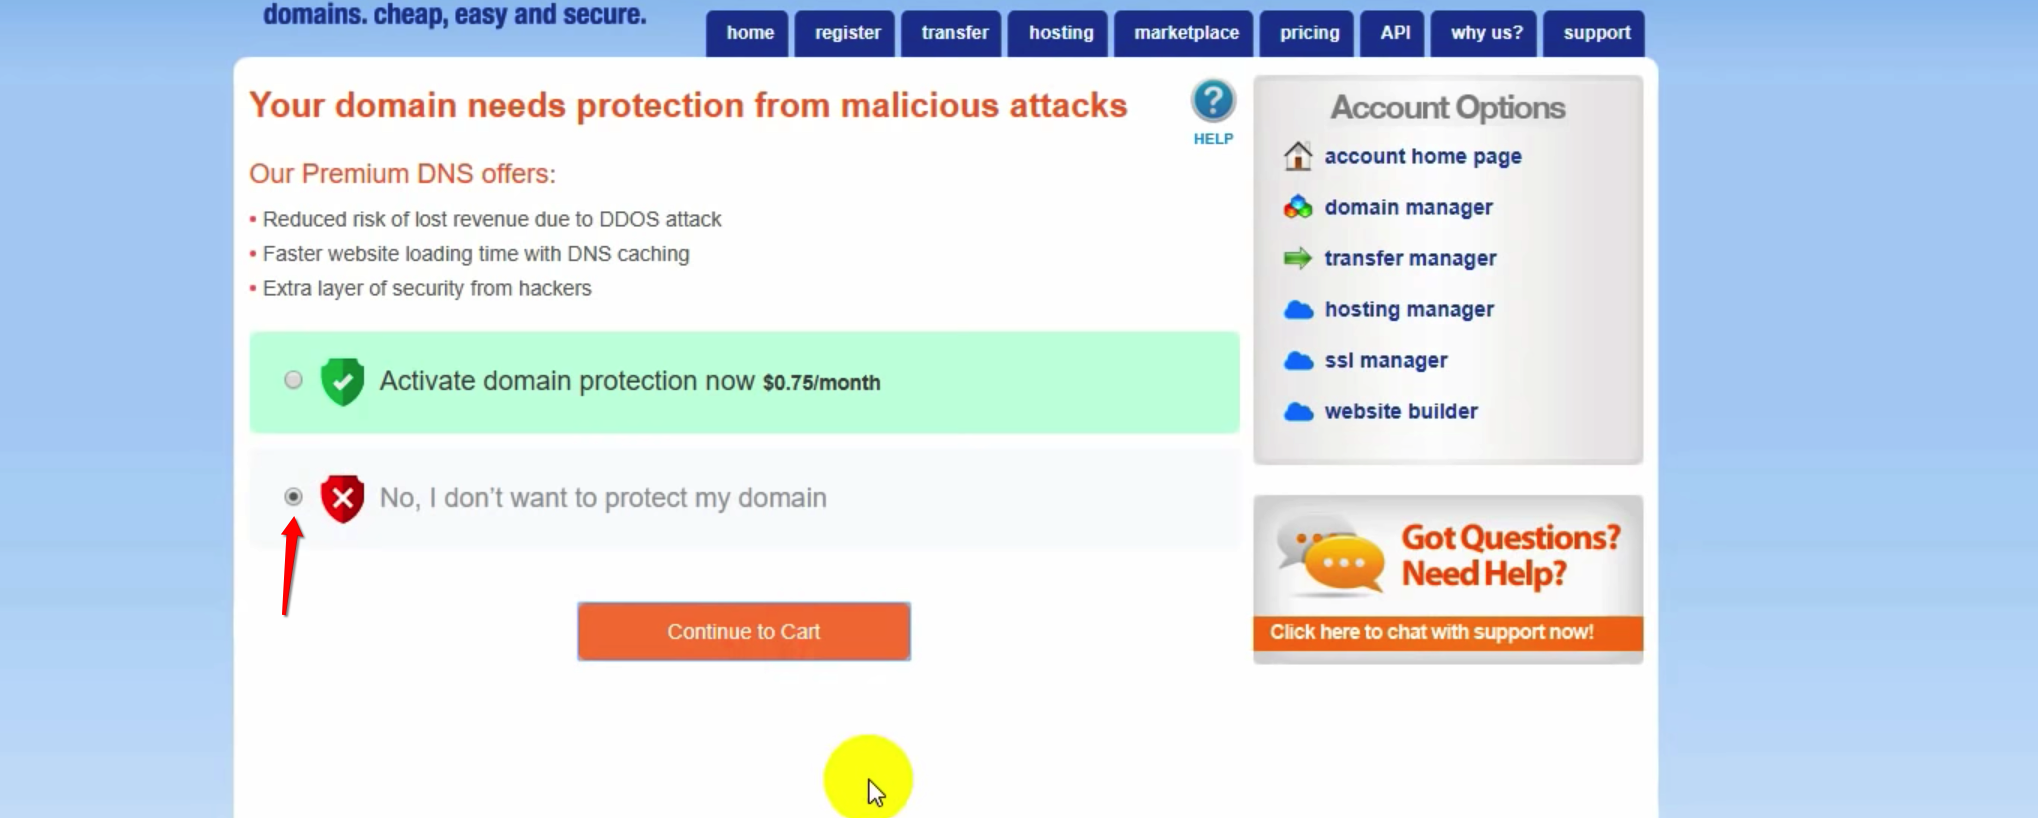 domains. cheap, easy and secure.
home register transfer hosting marketplace pricing API why us? support
Your domain needs protection from malicious attacks
HELP
Our Premium DNS offers:
• Reduced risk of lost revenue due to DDOS attack
• Faster website loading time with DNS caching
• Extra layer of security from hackers
Activate domain protection now $0.75/month
No, I don't want to protect my domain
Continue to Cart
Account Options
account home page
domain manager
transfer manager
hosting manager
ssl manager
website builder
Got Questions?
Need Help?
Click here to chat with support now!